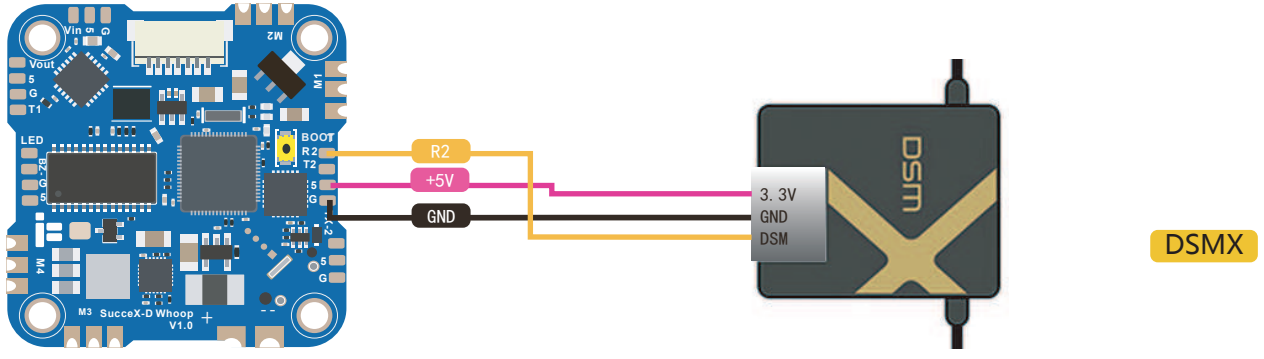 Vin 5 G
M2
Vout
5
G
T1
M1
LED
BZ-
G
5
BOOT
R2
T2
5
G
5
G
M4
M3
SucceX-D Whoop
V1.0
R2
+5V
GND
3.3V
GND
DSM
DSM
DSMX